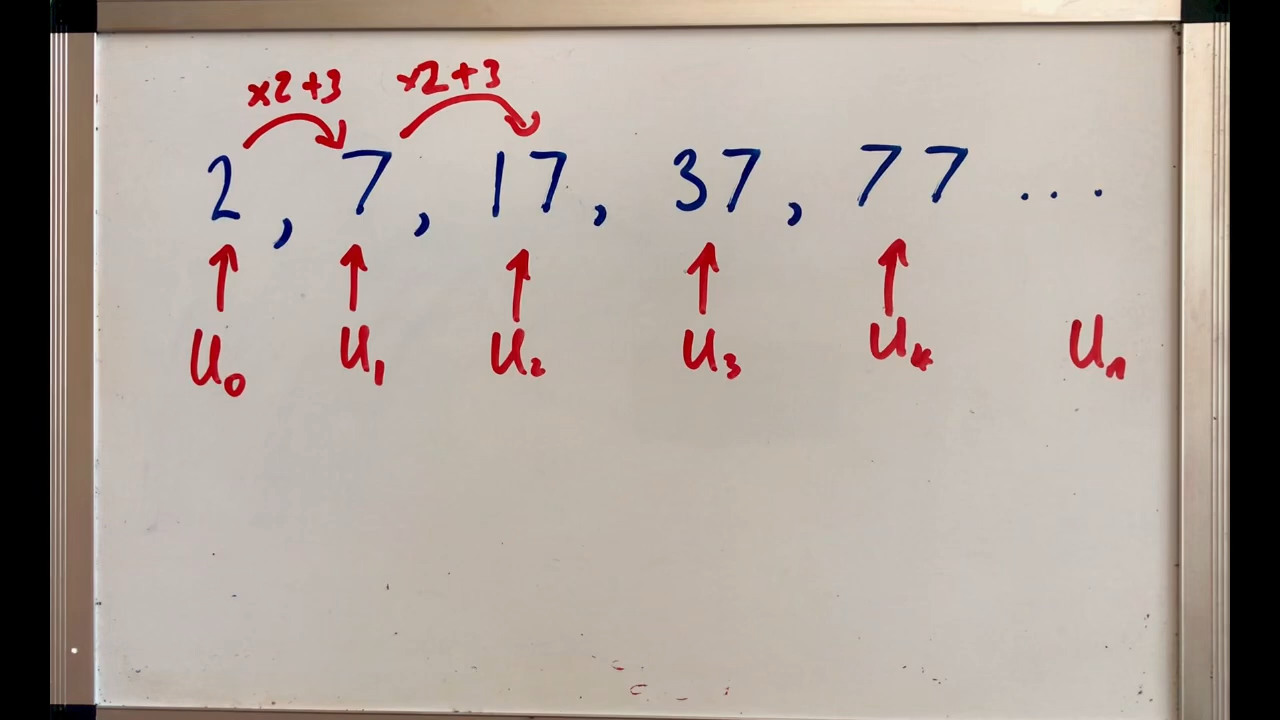 ×2+3 ×2+3
2, 7, 17, 37, 77 ...
U₀ U₁ U₂ U₃ U₄ Uₙ